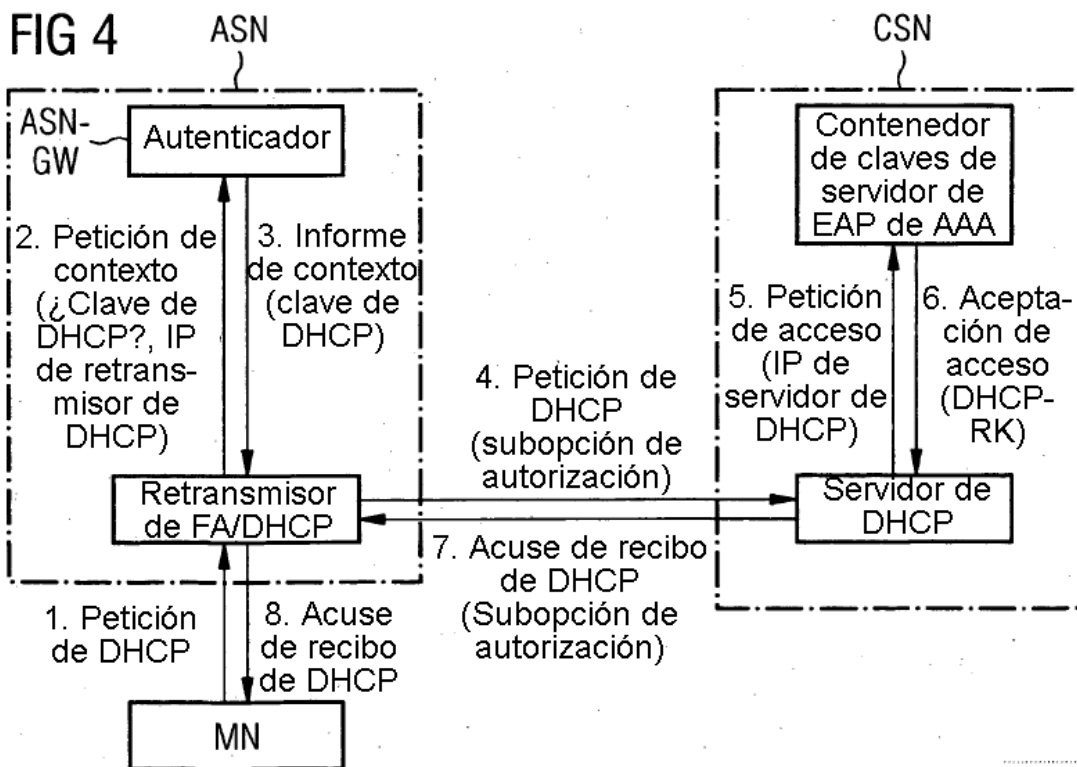 FIG 4
ASN
CSN
ASN-
GW
Autenticador
Contenedor
de claves de
servidor de
EAP de AAA
2. Petición de
contexto
(¿Clave de
DHCP?, IP
de retrans-
misor de
DHCP)
3. Informe
de contexto
(clave de
DHCP)
4. Petición de
DHCP
(subopción de
autorización)
5. Petición
de acceso
(IP de
servidor de
DHCP)
6. Acepta-
ción de
acceso
(DHCP-
RK)
Retransmisor
de FA/DHCP
Servidor de
DHCP
7. Acuse de recibo
de DHCP
(Subopción de
autorización)
1. Petición
de DHCP
8. Acuse
de recibo
de DHCP
MN